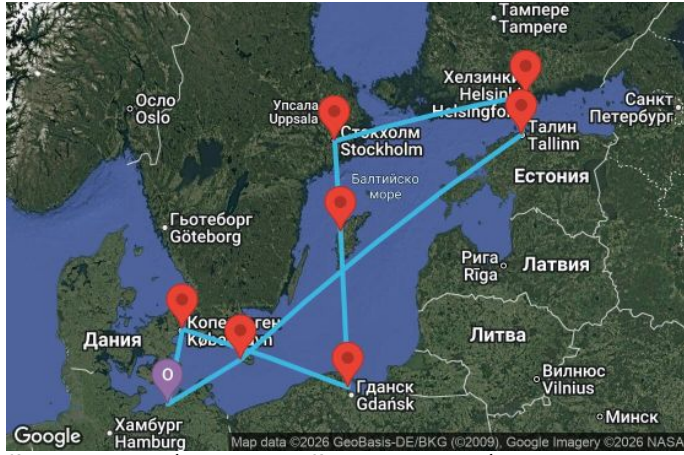 Тампере
Tampere
Хелзинки
Helsinki
Helsingfors
Осло
Oslo
Упсала
Uppsala
Стокхолм
Stockholm
Санкт
Петербург
Талин
Tallinn
Естония
Балтийско
море
Гьотеборг
Göteborg
Рига
Rīga
Латвия
Копенхаген
København
Дания
Литва
O
Вилнюс
Vilnius
Гданск
Gdańsk
Минск
Хамбург
Hamburg
Google
Map data ©2026 GeoBasis-DE/BKG (©2009), Google Imagery ©2026 NASA